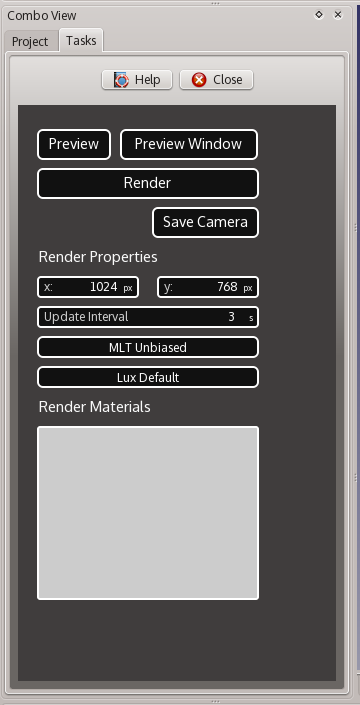 Combo View
Project Tasks
Help Close
Preview Preview Window
Render
Save Camera
Render Properties
x: 1024 px y: 768 px
Update Interval 3 s
MLT Unbiased
Lux Default
Render Materials